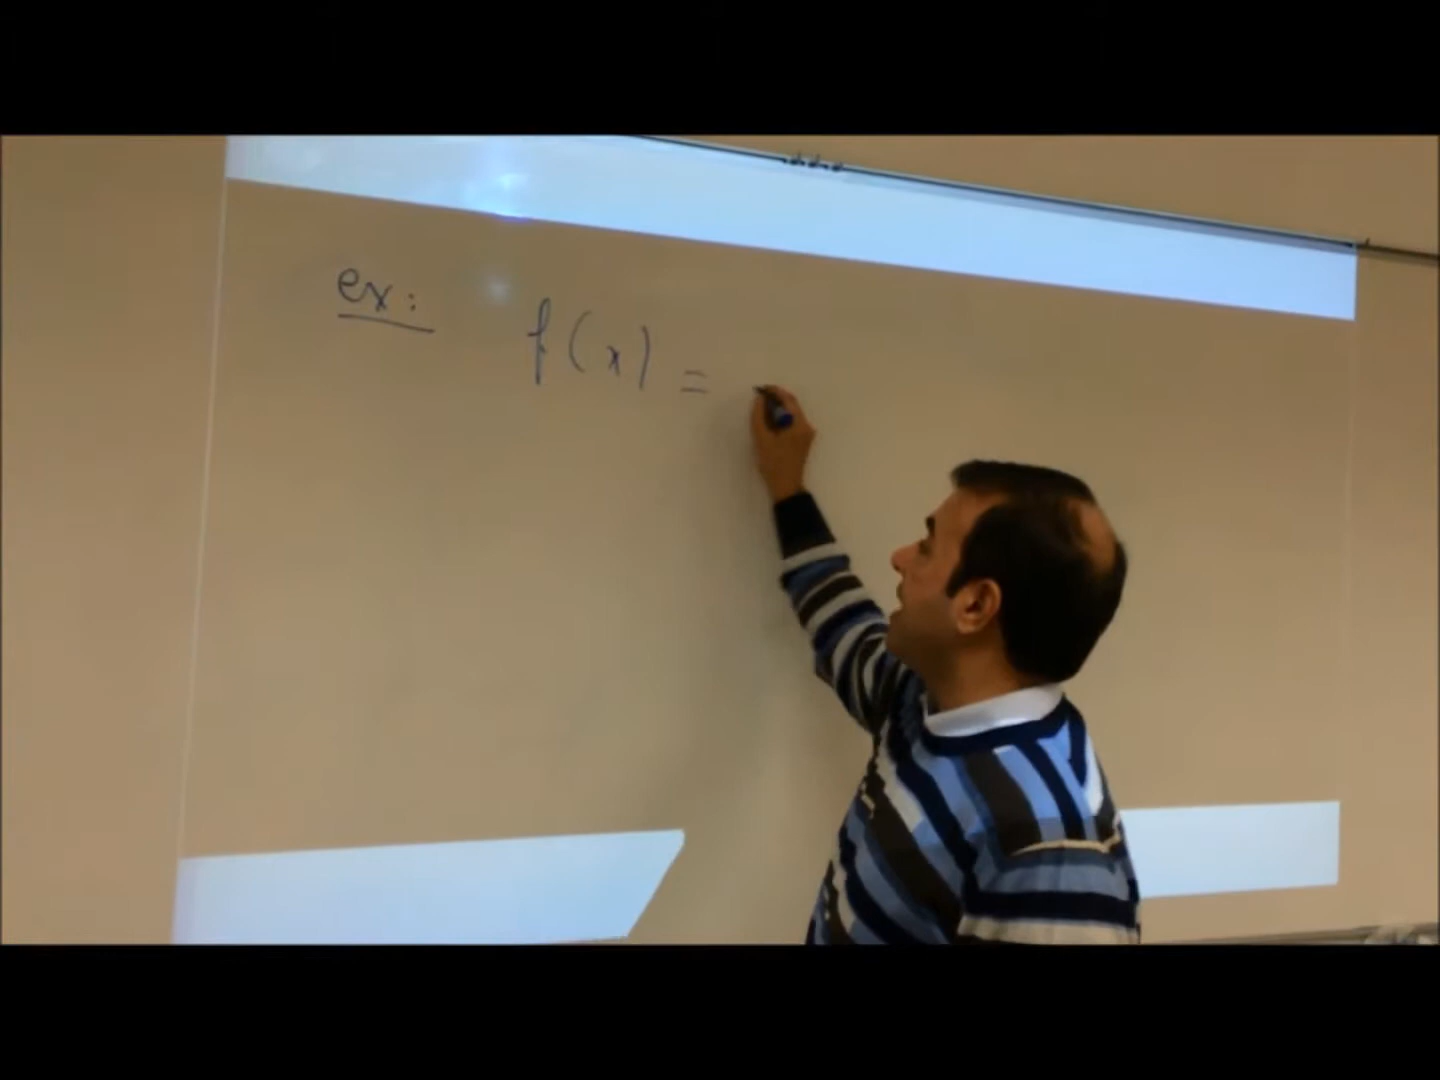 ex: f(x) =